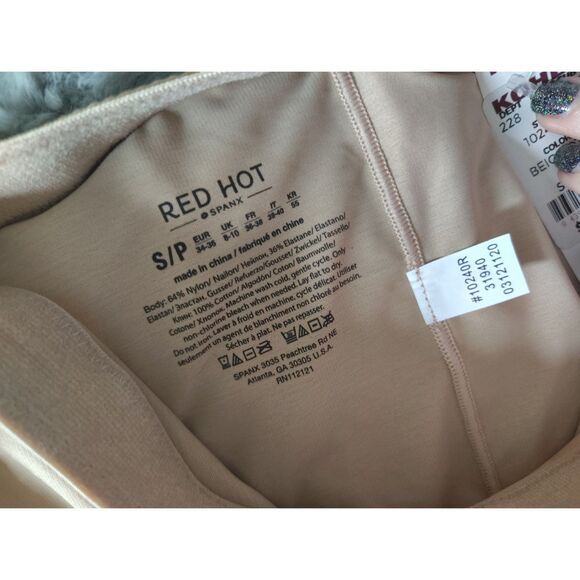 RED HOT
SPANX
S/P
EUR 34-36
UK 8-10
FR 36-38
IT 38-40
KR 55
made in china / fabriqué en chine
Body: 64% Nylon/ Nailon/ Нейлон, 36% Elastane/ Elastano/
Elastan/ Эластан. Gusset/ Refuerzo/Gousset/ Zwickel/ Tassello/
Клин: 100% Cotton/ Algodón/ Coton/ Baumwolle/
Cotone/ Хлопок. Machine wash cold, gentle cycle. Only
non-chlorine bleach when needed. Lay flat to dry.
Do not iron. Laver à froid en machine, cycle délicat. Utiliser
seulement un agent de blanchiment non chloré au besoin.
Sécher à plat. Ne pas repasser.
SPANX 3035 Peachtree Rd NE
Atlanta, GA 30305 U.S.A.
RN112121
#10240R
31940
03121120
DEPT
228
COLOR